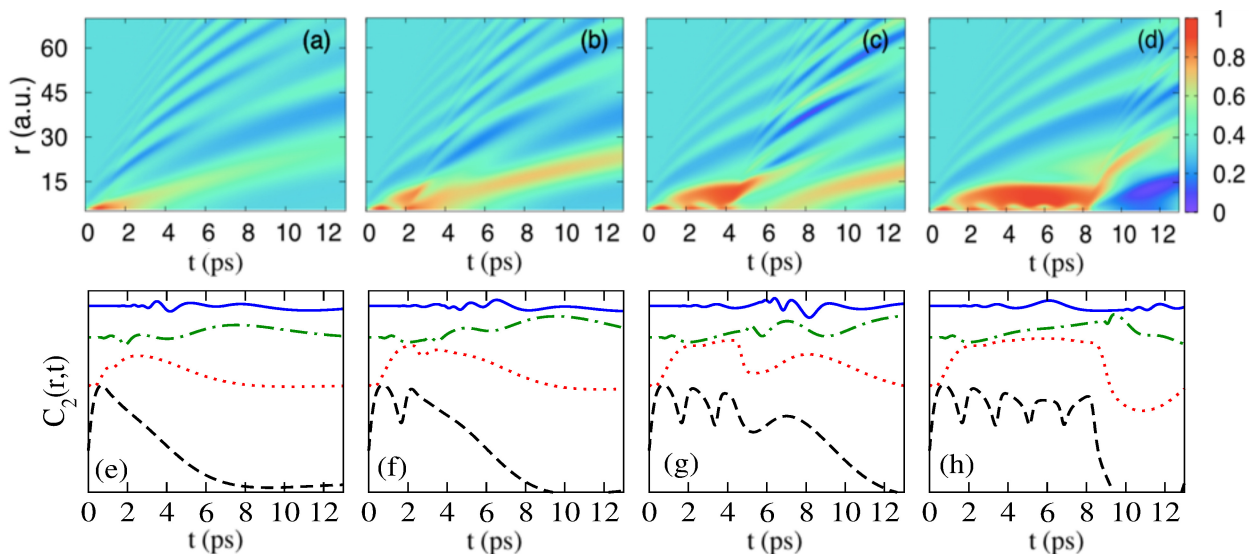 (a) (b) (c) (d)
r (a.u.)
60
45
30
15
0 2 4 6 8 10 12
t (ps)
0 2 4 6 8 10 12
t (ps)
0 2 4 6 8 10 12
t (ps)
0 2 4 6 8 10 12
t (ps)
1
0.8
0.6
0.4
0.2
0
C2(r,t)
(e) (f) (g) (h)
0 2 4 6 8 10 12
t (ps)
0 2 4 6 8 10 12
t (ps)
0 2 4 6 8 10 12
t (ps)
0 2 4 6 8 10 12
t (ps)